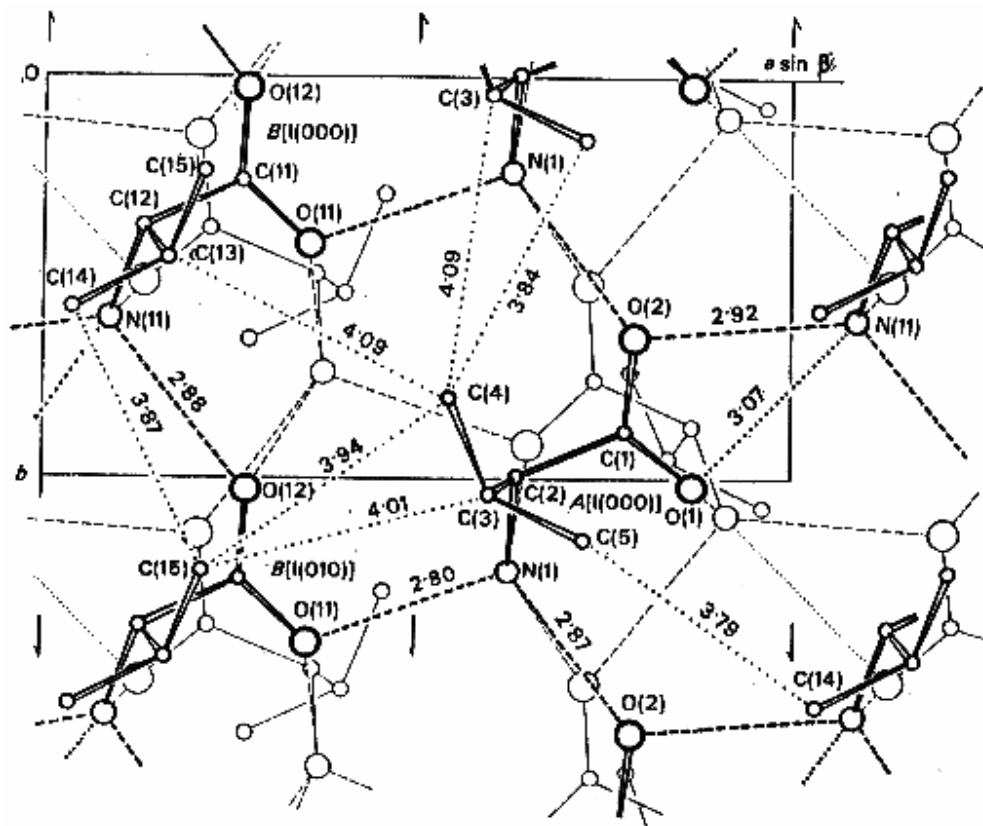 O
a sin β
O(12)
C(3)
B[I(000)]
C(15)
C(11)
N(1)
C(12)
O(11)
C(14)
C(13)
4·09
3·84
N(11)
O(2)
2·92
N(11)
4·09
2·88
C(4)
3·87
3·07
3·94
C(1)
b
O(12)
C(2)
A[I(000)]
C(3)
O(1)
4·01
C(5)
C(15)
B[I(010)]
N(1)
O(11)
2·80
3·79
2·87
C(14)
O(2)